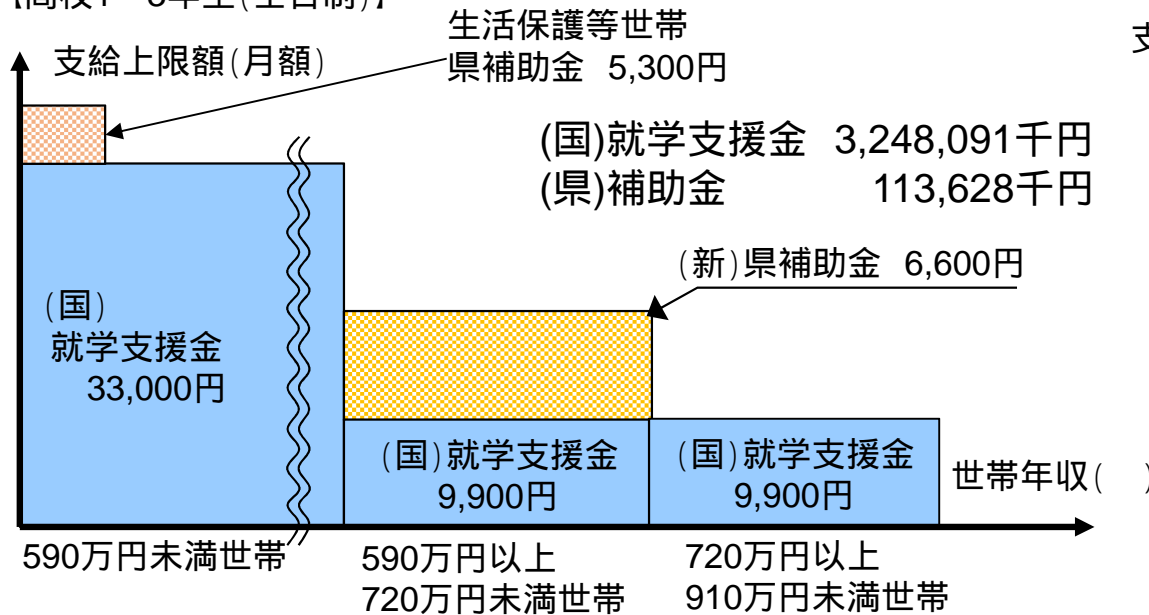 支給上限額(月額)
生活保護等世帯
県補助金 5,300円
(国)就学支援金 3,248,091千円
(県)補助金 113,628千円
(新)県補助金 6,600円
(国)
就学支援金
33,000円
(国)就学支援金
9,900円
(国)就学支援金
9,900円
世帯年収( )
590万円未満世帯
590万円以上
720万円未満世帯
720万円以上
910万円未満世帯